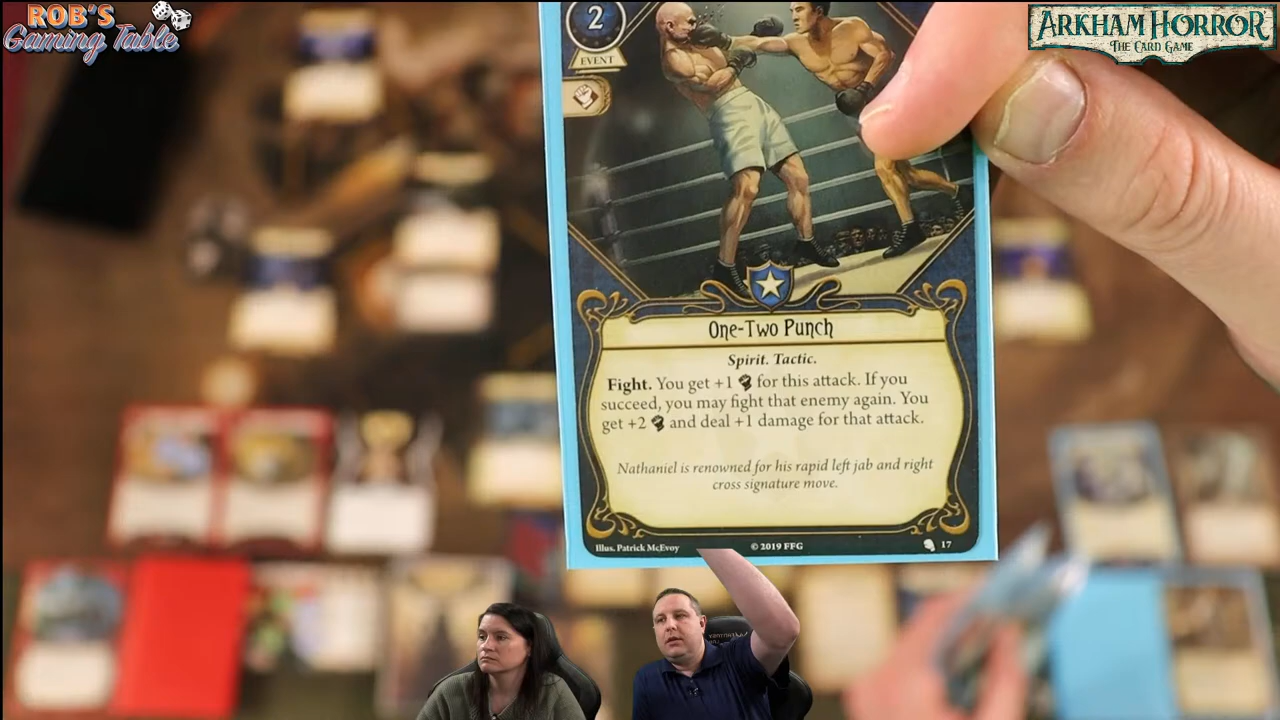 ROB'S
Gaming Table
ARKHAM HORROR
THE CARD GAME
2
EVENT
One-Two Punch
Spirit. Tactic.
Fight. You get +1 for this attack. If you
succeed, you may fight that enemy again. You
get +2 and deal +1 damage for that attack.
Nathaniel is renowned for his rapid left jab and right
cross signature move.
Illus. Patrick McEvoy © 2019 FFG 17